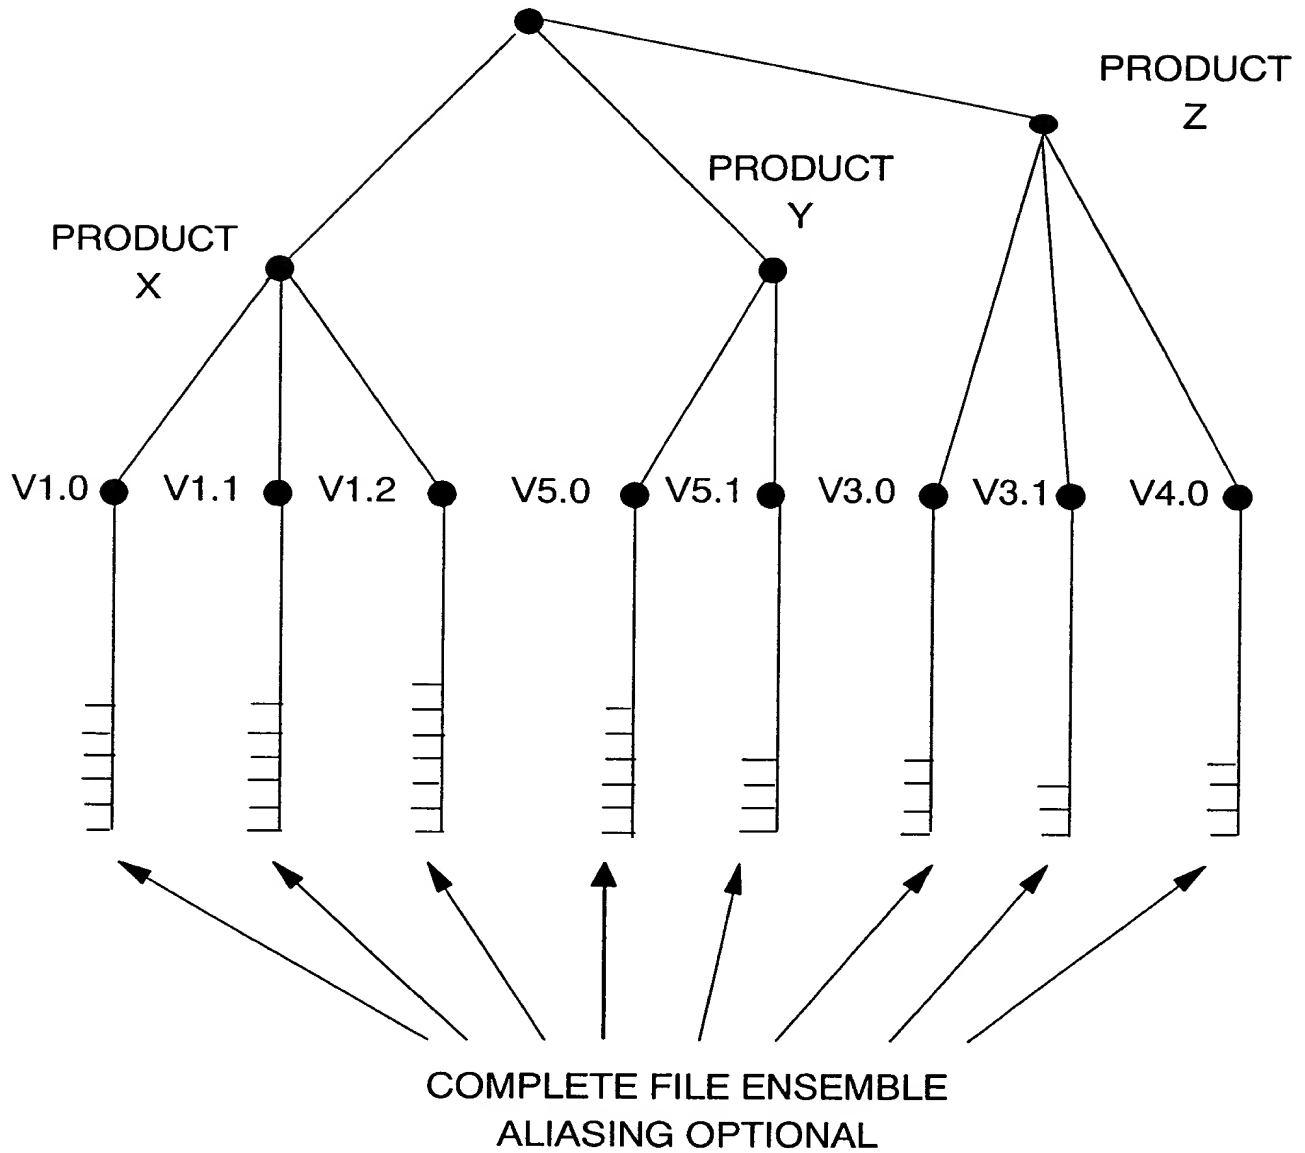 PRODUCT
Z
PRODUCT
Y
PRODUCT
X
V1.0 V1.1 V1.2 V5.0 V5.1 V3.0 V3.1 V4.0
COMPLETE FILE ENSEMBLE
ALIASING OPTIONAL